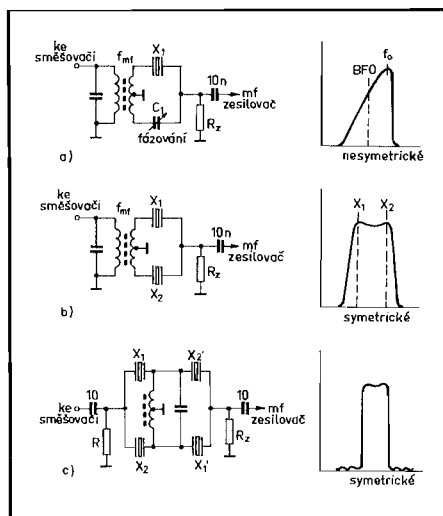 ke
směšovači
f_mf
X₁
C₁
fázování
10n
mf
zesilovač
R_z
a)
BFO
f₀
nesymetrické
ke
směšovači
f_mf
X₁
X₂
10n
mf
zesilovač
R_z
b)
X₁
X₂
symetrické
ke
směšovači
10
R
X₁
X₂
X₂'
X₁'
10
mf
zesilovač
R_z
c)
symetrické